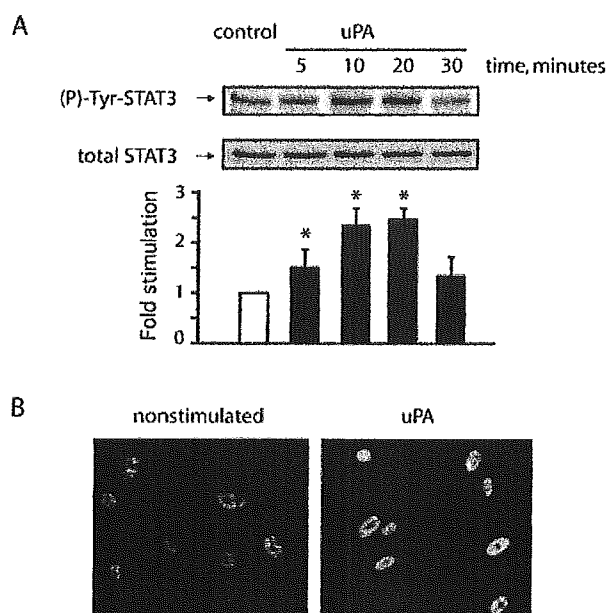 A
control uPA
5 10 20 30 time, minutes
(P)-Tyr-STAT3 →
total STAT3 →
Fold stimulation
3
2
1
0
* * *
B
nonstimulated uPA